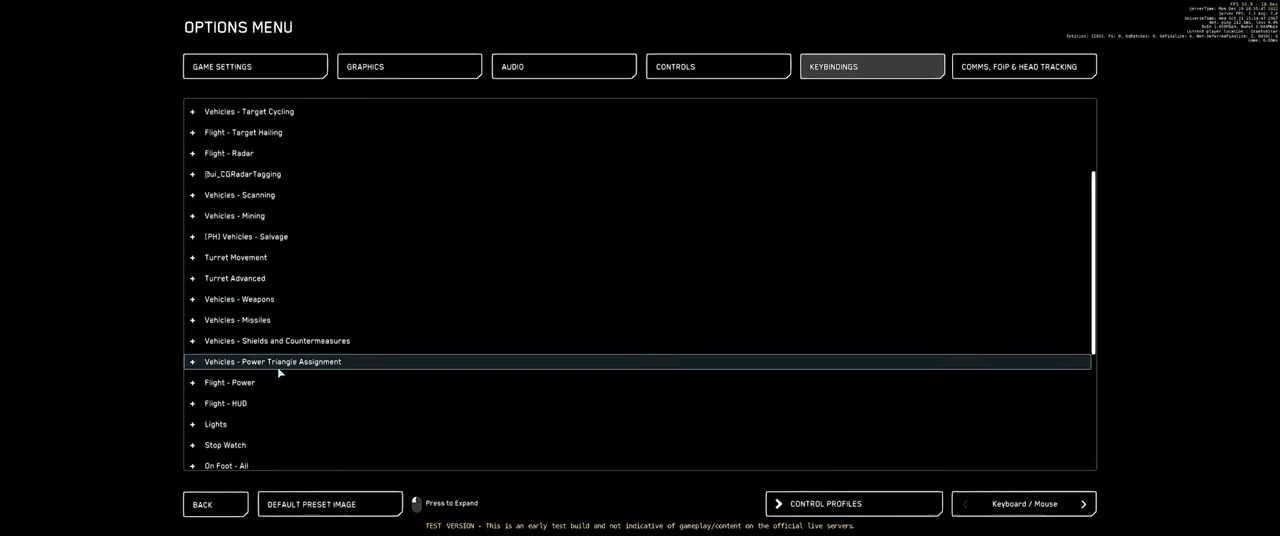 OPTIONS MENU
GAME SETTINGS
GRAPHICS
AUDIO
CONTROLS
KEYBINDINGS
COMMS, FOIP & HEAD TRACKING
+ Vehicles - Target Cycling
+ Flight - Target Hailing
+ Flight - Radar
+ @ui_CGRadarTagging
+ Vehicles - Scanning
+ Vehicles - Mining
+ [PH] Vehicles - Salvage
+ Turret Movement
+ Turret Advanced
+ Vehicles - Weapons
+ Vehicles - Missiles
+ Vehicles - Shields and Countermeasures
+ Vehicles - Power Triangle Assignment
+ Flight - Power
+ Flight - HUD
+ Lights
+ Stop Watch
+ On Foot - All
BACK
DEFAULT PRESET IMAGE
Press to Expand
CONTROL PROFILES
Keyboard / Mouse
TEST VERSION - This is an early test build and not indicative of gameplay/content on the official live servers.